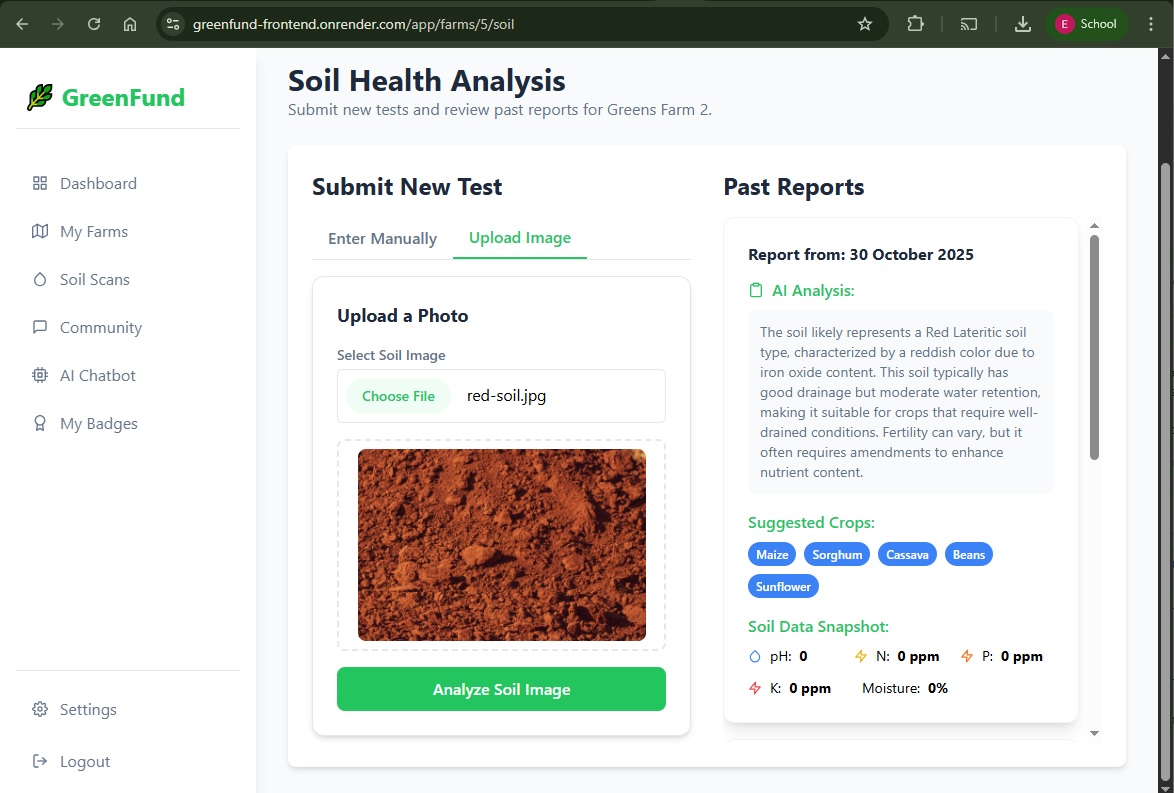 greenfund-frontend.onrender.com/app/farms/5/soil
E School
GreenFund
Dashboard
My Farms
Soil Scans
Community
AI Chatbot
My Badges
Settings
Logout
Soil Health Analysis
Submit new tests and review past reports for Greens Farm 2.
Submit New Test
Enter Manually Upload Image
Upload a Photo
Select Soil Image
Choose File red-soil.jpg
Analyze Soil Image
Past Reports
Report from: 30 October 2025
AI Analysis:
The soil likely represents a Red Lateritic soil
type, characterized by a reddish color due to
iron oxide content. This soil typically has
good drainage but moderate water retention,
making it suitable for crops that require well-
drained conditions. Fertility can vary, but it
often requires amendments to enhance
nutrient content.
Suggested Crops:
Maize Sorghum Cassava Beans
Sunflower
Soil Data Snapshot:
pH: 0 N: 0 ppm P: 0 ppm
K: 0 ppm Moisture: 0%